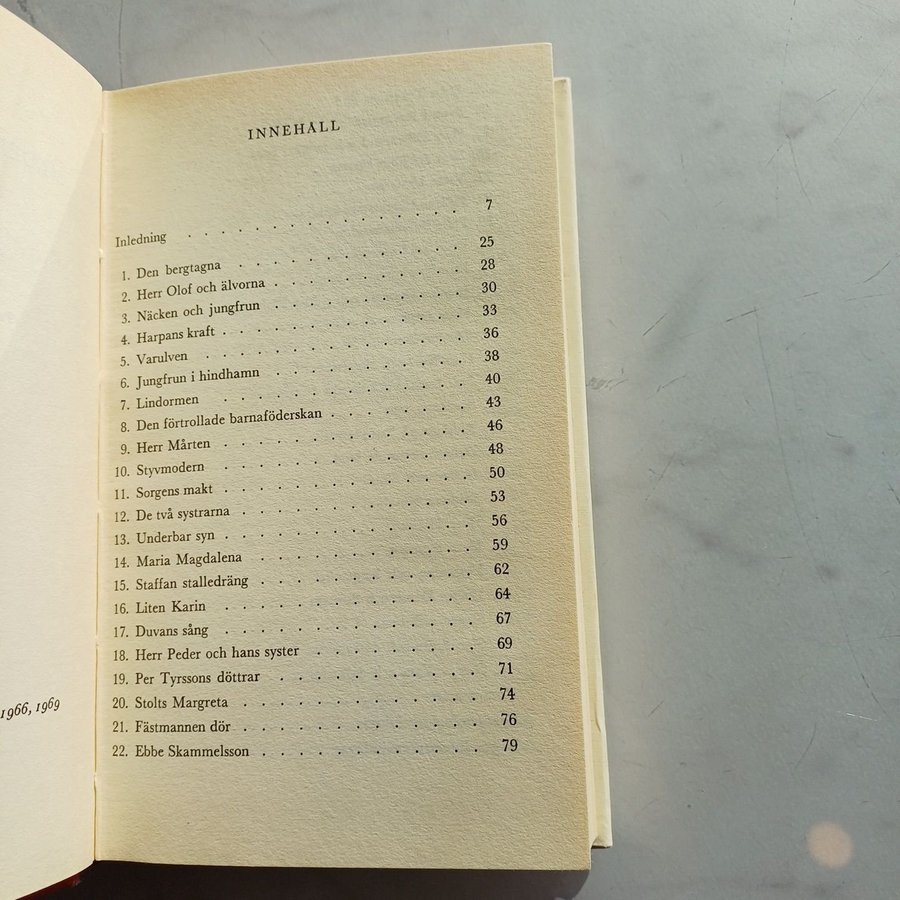 1966, 1969
INNEHÅLL
Inledning . . . . . . . . . . . . . . . 7
1. Den bergtagna . . . . . . . . . . . . 25
2. Herr Olof och älvorna . . . . . . . . . . 28
3. Näcken och jungfrun . . . . . . . . . . 30
4. Harpans kraft . . . . . . . . . . . . . 33
5. Varulven . . . . . . . . . . . . . . 36
6. Jungfrun i hindhamn . . . . . . . . . . 38
7. Lindormen . . . . . . . . . . . . . 40
8. Den förtrollade barnaföderskan . . . . . . . 43
9. Herr Mårten . . . . . . . . . . . . . 46
10. Styvmodern . . . . . . . . . . . . . 48
11. Sorgens makt . . . . . . . . . . . . . 50
12. De två systrarna . . . . . . . . . . . . 53
13. Underbar syn . . . . . . . . . . . . . 56
14. Maria Magdalena . . . . . . . . . . . . 59
15. Staffan stalledräng . . . . . . . . . . . 62
16. Liten Karin . . . . . . . . . . . . . 64
17. Duvans sång . . . . . . . . . . . . . 67
18. Herr Peder och hans syster . . . . . . . . 69
19. Per Tyrssons döttrar . . . . . . . . . . . 71
20. Stolts Margreta . . . . . . . . . . . . 74
21. Fästmannen dör . . . . . . . . . . . . 76
22. Ebbe Skammelsson . . . . . . . . . . . 79